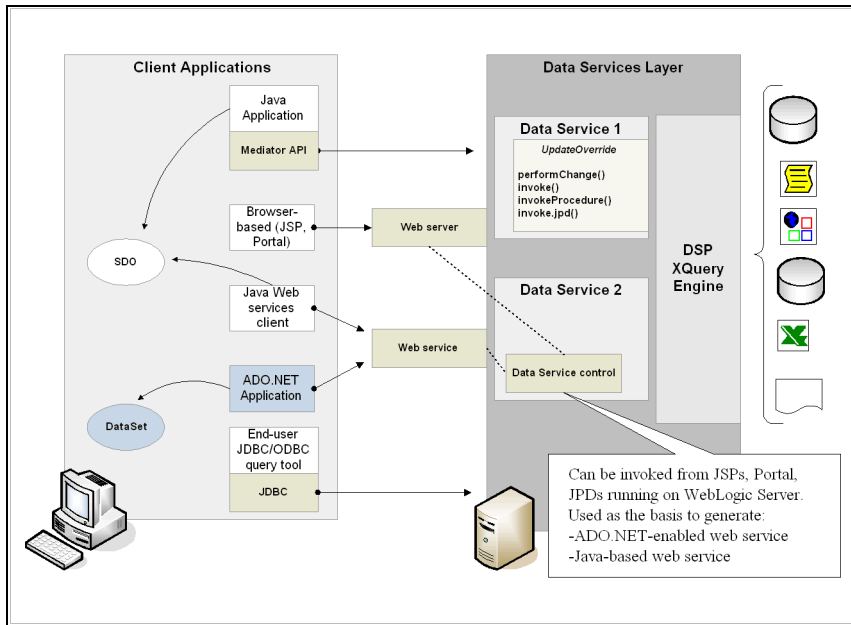 Client Applications
Java
Application
Mediator API
Browser-
based (JSP,
Portal)
SDO
Java Web
services
client
ADO.NET
Application
DataSet
End-user
JDBC/ODBC
query tool
JDBC
Web server
Web service
Data Services Layer
Data Service 1
UpdateOverride
performChange()
invoke()
invokeProcedure()
invoke.jpd()
Data Service 2
Data Service control
DSP
XQuery
Engine
Can be invoked from JSPs, Portal,
JPDs running on WebLogic Server.
Used as the basis to generate:
-ADO.NET-enabled web service
-Java-based web service